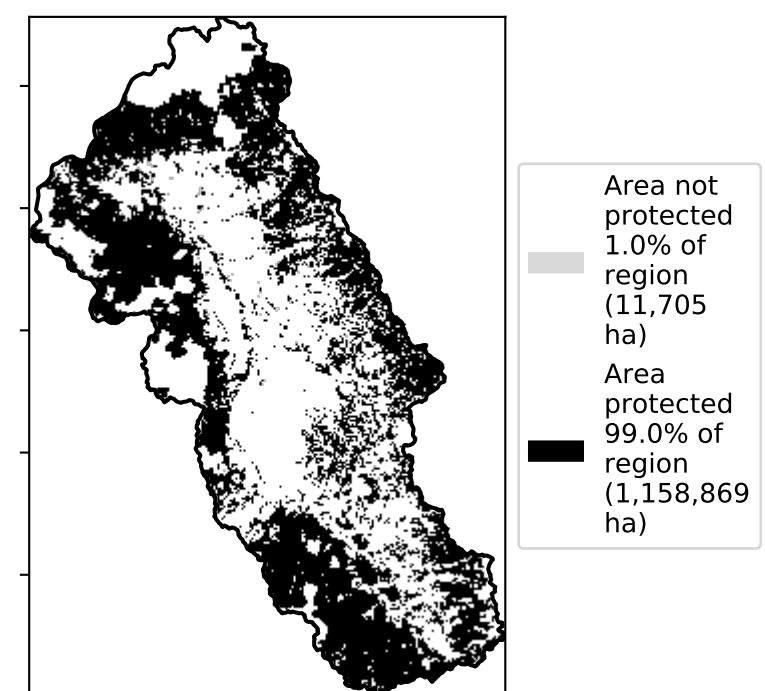 Area not
protected
1.0% of
region
(11,705
ha)
Area
protected
99.0% of
region
(1,158,869
ha)